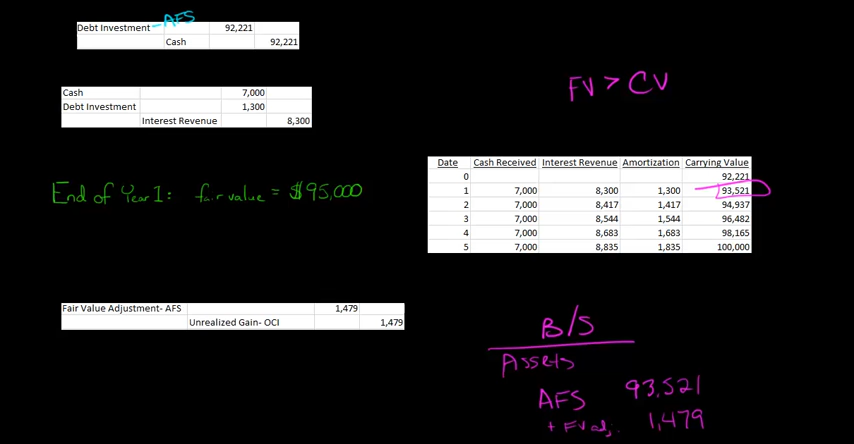 Debt Investment - AFS 92,221
Cash 92,221
Cash 7,000
Debt Investment 1,300
Interest Revenue 8,300
FV > CV
End of Year 1: fair value = $95,000
Date Cash Received Interest Revenue Amortization Carrying Value
0 92,221
1 7,000 8,300 1,300 93,521
2 7,000 8,417 1,417 94,937
3 7,000 8,544 1,544 96,482
4 7,000 8,683 1,683 98,165
5 7,000 8,835 1,835 100,000
Fair Value Adjustment- AFS 1,479
Unrealized Gain- OCI 1,479
B/S
Assets
AFS 93,521
+ FV adj. 1,479